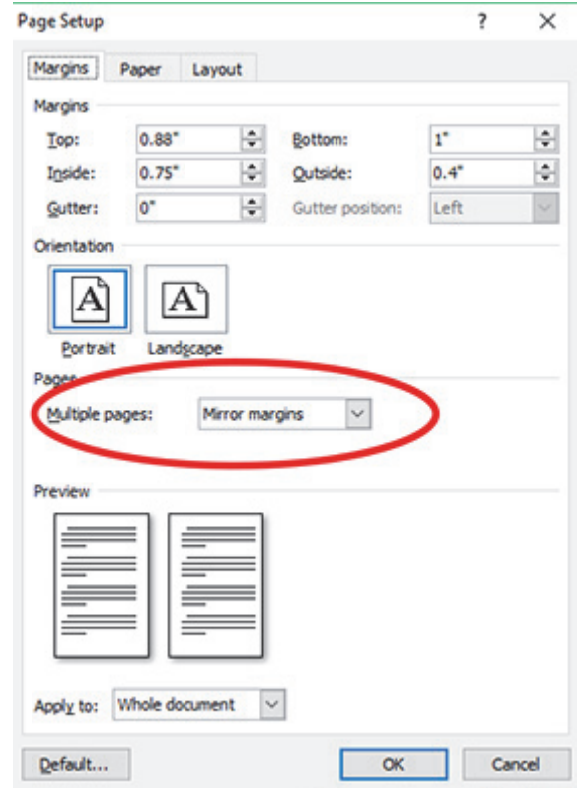 Page Setup ? ×
Margins Paper Layout
Margins
Top: 0.88" Bottom: 1"
Inside: 0.75" Outside: 0.4"
Gutter: 0" Gutter position: Left
Orientation
A A
Portrait Landscape
Pages
Multiple pages: Mirror margins
Preview
Apply to: Whole document
Default... OK Cancel